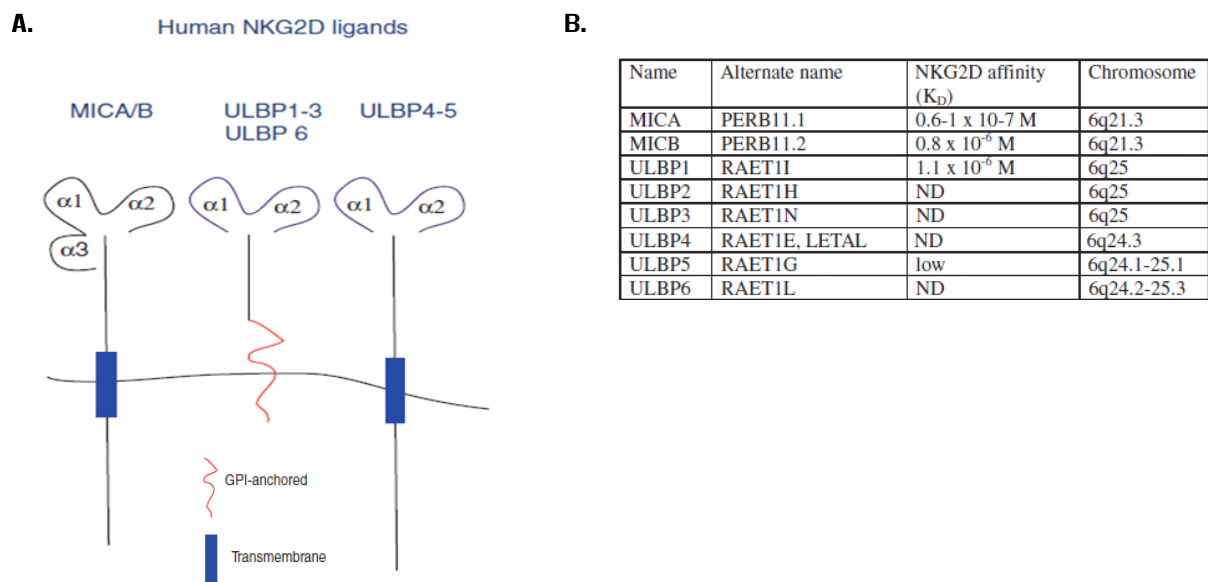 A.
Human NKG2D ligands
MICA/B
ULBP1-3
ULBP 6
ULBP4-5
α1
α2
α3
α1
α2
α1
α2
GPI-anchored
Transmembrane
B.
Name Alternate name NKG2D affinity (K_D) Chromosome
MICA PERB11.1 0.6-1 x 10-7 M 6q21.3
MICB PERB11.2 0.8 x 10⁻⁶ M 6q21.3
ULBP1 RAET1I 1.1 x 10⁻⁶ M 6q25
ULBP2 RAET1H ND 6q25
ULBP3 RAET1N ND 6q25
ULBP4 RAET1E, LETAL ND 6q24.3
ULBP5 RAET1G low 6q24.1-25.1
ULBP6 RAET1L ND 6q24.2-25.3